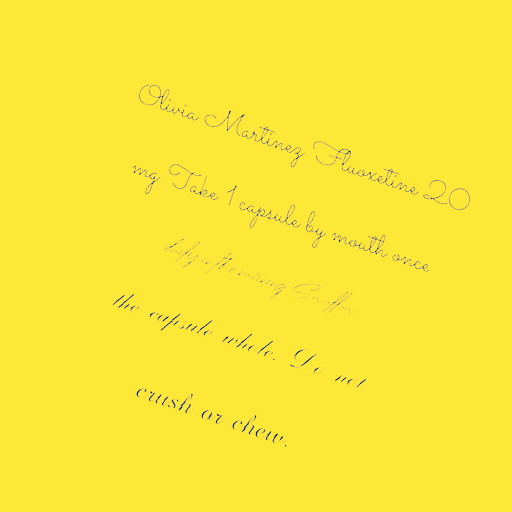 Olivia Martinez Fluoxetine 20
mg Take 1 capsule by mouth once
the capsule whole. Do not
crush or chew.